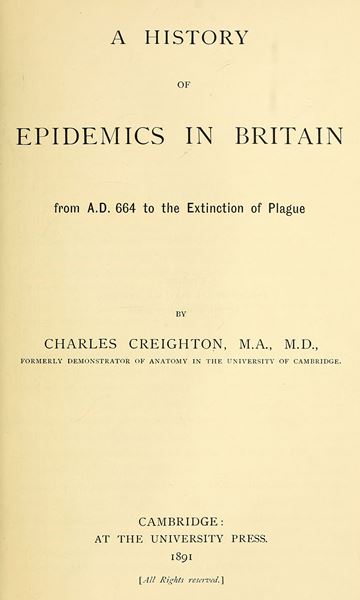 A HISTORY
OF
EPIDEMICS IN BRITAIN
from A.D. 664 to the Extinction of Plague
BY
CHARLES CREIGHTON, M.A., M.D.,
FORMERLY DEMONSTRATOR OF ANATOMY IN THE UNIVERSITY OF CAMBRIDGE.
CAMBRIDGE:
AT THE UNIVERSITY PRESS.
1891
[All Rights reserved.]